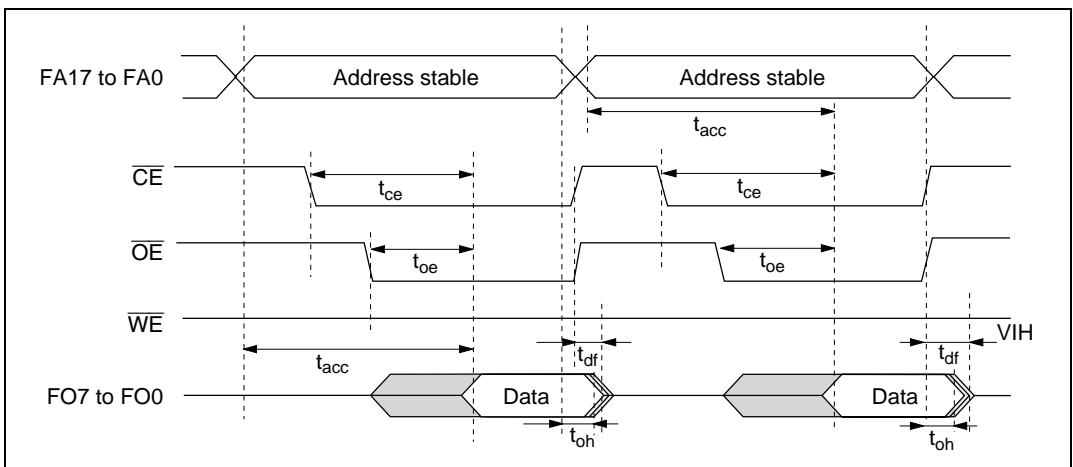 FA17 to FA0
Address stable
Address stable
tacc
CE
tce
tce
OE
toe
toe
WE
VIH
tacc
tdf
tdf
FO7 to FO0
Data
Data
toh
toh